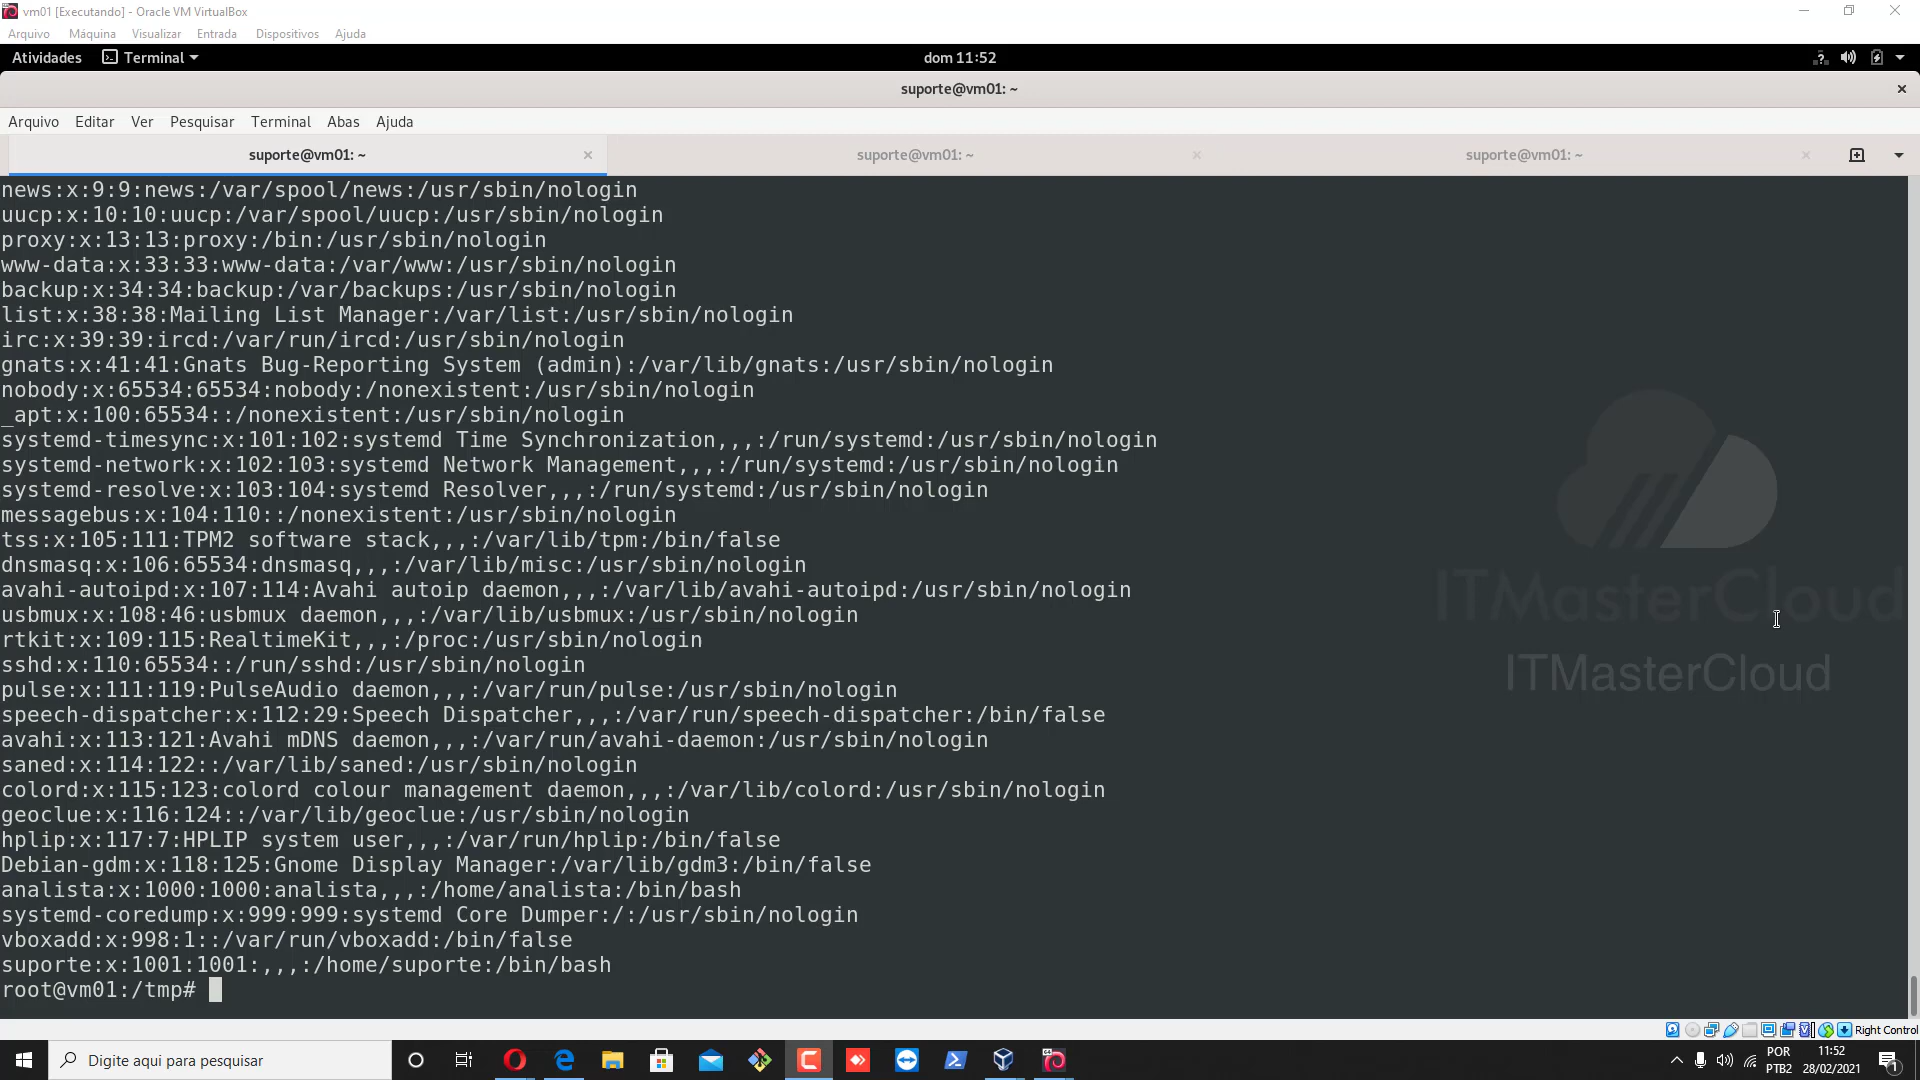 vm01 [Executando] - Oracle VM VirtualBox
Arquivo Máquina Visualizar Entrada Dispositivos Ajuda
Atividades Terminal dom 11:52
suporte@vm01: ~
Arquivo Editar Ver Pesquisar Terminal Abas Ajuda
suporte@vm01: ~ suporte@vm01: ~ suporte@vm01: ~
news:x:9:9:news:/var/spool/news:/usr/sbin/nologin
uucp:x:10:10:uucp:/var/spool/uucp:/usr/sbin/nologin
proxy:x:13:13:proxy:/bin:/usr/sbin/nologin
www-data:x:33:33:www-data:/var/www:/usr/sbin/nologin
backup:x:34:34:backup:/var/backups:/usr/sbin/nologin
list:x:38:38:Mailing List Manager:/var/list:/usr/sbin/nologin
irc:x:39:39:ircd:/var/run/ircd:/usr/sbin/nologin
gnats:x:41:41:Gnats Bug-Reporting System (admin):/var/lib/gnats:/usr/sbin/nologin
nobody:x:65534:65534:nobody:/nonexistent:/usr/sbin/nologin
_apt:x:100:65534::/nonexistent:/usr/sbin/nologin
systemd-timesync:x:101:102:systemd Time Synchronization,,,:/run/systemd:/usr/sbin/nologin
systemd-network:x:102:103:systemd Network Management,,,:/run/systemd:/usr/sbin/nologin
systemd-resolve:x:103:104:systemd Resolver,,,:/run/systemd:/usr/sbin/nologin
messagebus:x:104:110::/nonexistent:/usr/sbin/nologin
tss:x:105:111:TPM2 software stack,,,:/var/lib/tpm:/bin/false
dnsmasq:x:106:65534:dnsmasq,,,:/var/lib/misc:/usr/sbin/nologin
avahi-autoipd:x:107:114:Avahi autoip daemon,,,:/var/lib/avahi-autoipd:/usr/sbin/nologin
usbmux:x:108:46:usbmux daemon,,,:/var/lib/usbmux:/usr/sbin/nologin
rtkit:x:109:115:RealtimeKit,,,:/proc:/usr/sbin/nologin
sshd:x:110:65534::/run/sshd:/usr/sbin/nologin
pulse:x:111:119:PulseAudio daemon,,,:/var/run/pulse:/usr/sbin/nologin
speech-dispatcher:x:112:29:Speech Dispatcher,,,:/var/run/speech-dispatcher:/bin/false
avahi:x:113:121:Avahi mDNS daemon,,,:/var/run/avahi-daemon:/usr/sbin/nologin
saned:x:114:122::/var/lib/saned:/usr/sbin/nologin
colord:x:115:123:colord colour management daemon,,,:/var/lib/colord:/usr/sbin/nologin
geoclue:x:116:124::/var/lib/geoclue:/usr/sbin/nologin
hplip:x:117:7:HPLIP system user,,,:/var/run/hplip:/bin/false
Debian-gdm:x:118:125:Gnome Display Manager:/var/lib/gdm3:/bin/false
analista:x:1000:1000:analista,,,:/home/analista:/bin/bash
systemd-coredump:x:999:999:systemd Core Dumper:/:/usr/sbin/nologin
vboxadd:x:998:1::/var/run/vboxadd:/bin/false
suporte:x:1001:1001:,,,:/home/suporte:/bin/bash
root@vm01:/tmp#
ITMasterCloud
ITMasterCloud
Right Control
Digite aqui para pesquisar
POR 11:52
PTB2 28/02/2021
1